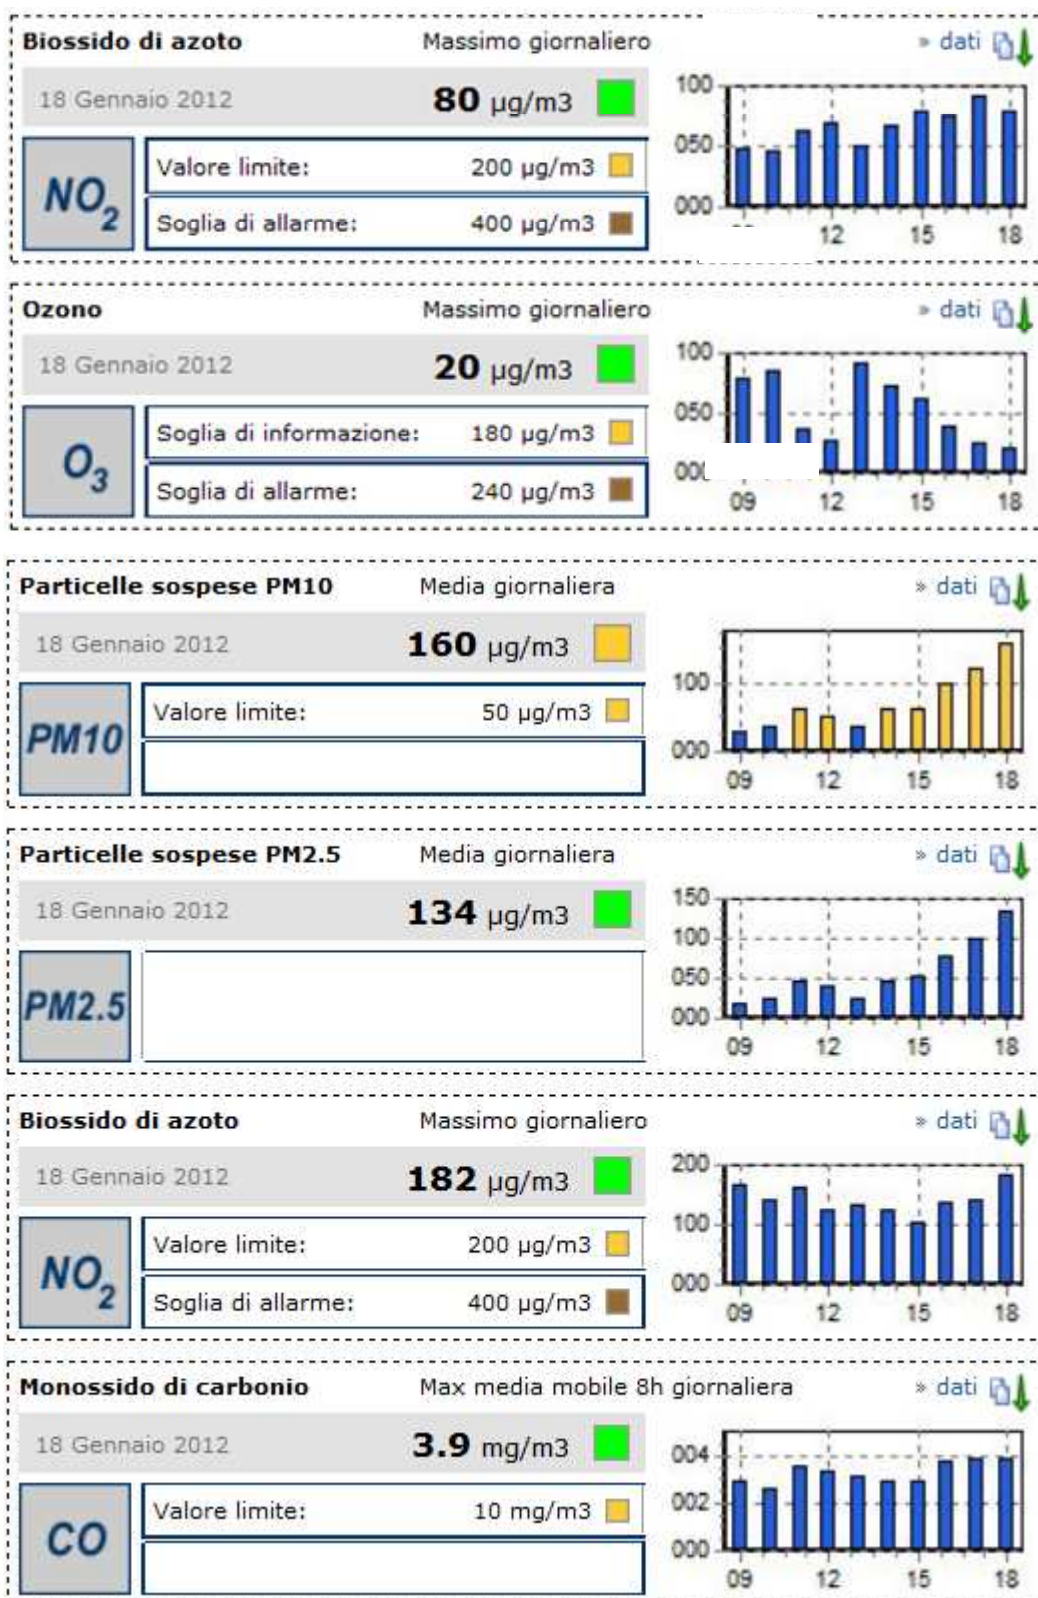 Biossido di azoto Massimo giornaliero » dati
18 Gennaio 2012 80 µg/m3
NO2
Valore limite: 200 µg/m3
Soglia di allarme: 400 µg/m3
100
050
000
12 15 18
Ozono Massimo giornaliero » dati
18 Gennaio 2012 20 µg/m3
O3
Soglia di informazione: 180 µg/m3
Soglia di allarme: 240 µg/m3
100
050
000
09 12 15 18
Particelle sospese PM10 Media giornaliera » dati
18 Gennaio 2012 160 µg/m3
PM10
Valore limite: 50 µg/m3
100
000
09 12 15 18
Particelle sospese PM2.5 Media giornaliera » dati
18 Gennaio 2012 134 µg/m3
PM2.5
150
100
050
000
09 12 15 18
Biossido di azoto Massimo giornaliero » dati
18 Gennaio 2012 182 µg/m3
NO2
Valore limite: 200 µg/m3
Soglia di allarme: 400 µg/m3
200
100
000
09 12 15 18
Monossido di carbonio Max media mobile 8h giornaliera » dati
18 Gennaio 2012 3.9 mg/m3
CO
Valore limite: 10 mg/m3
004
002
000
09 12 15 18